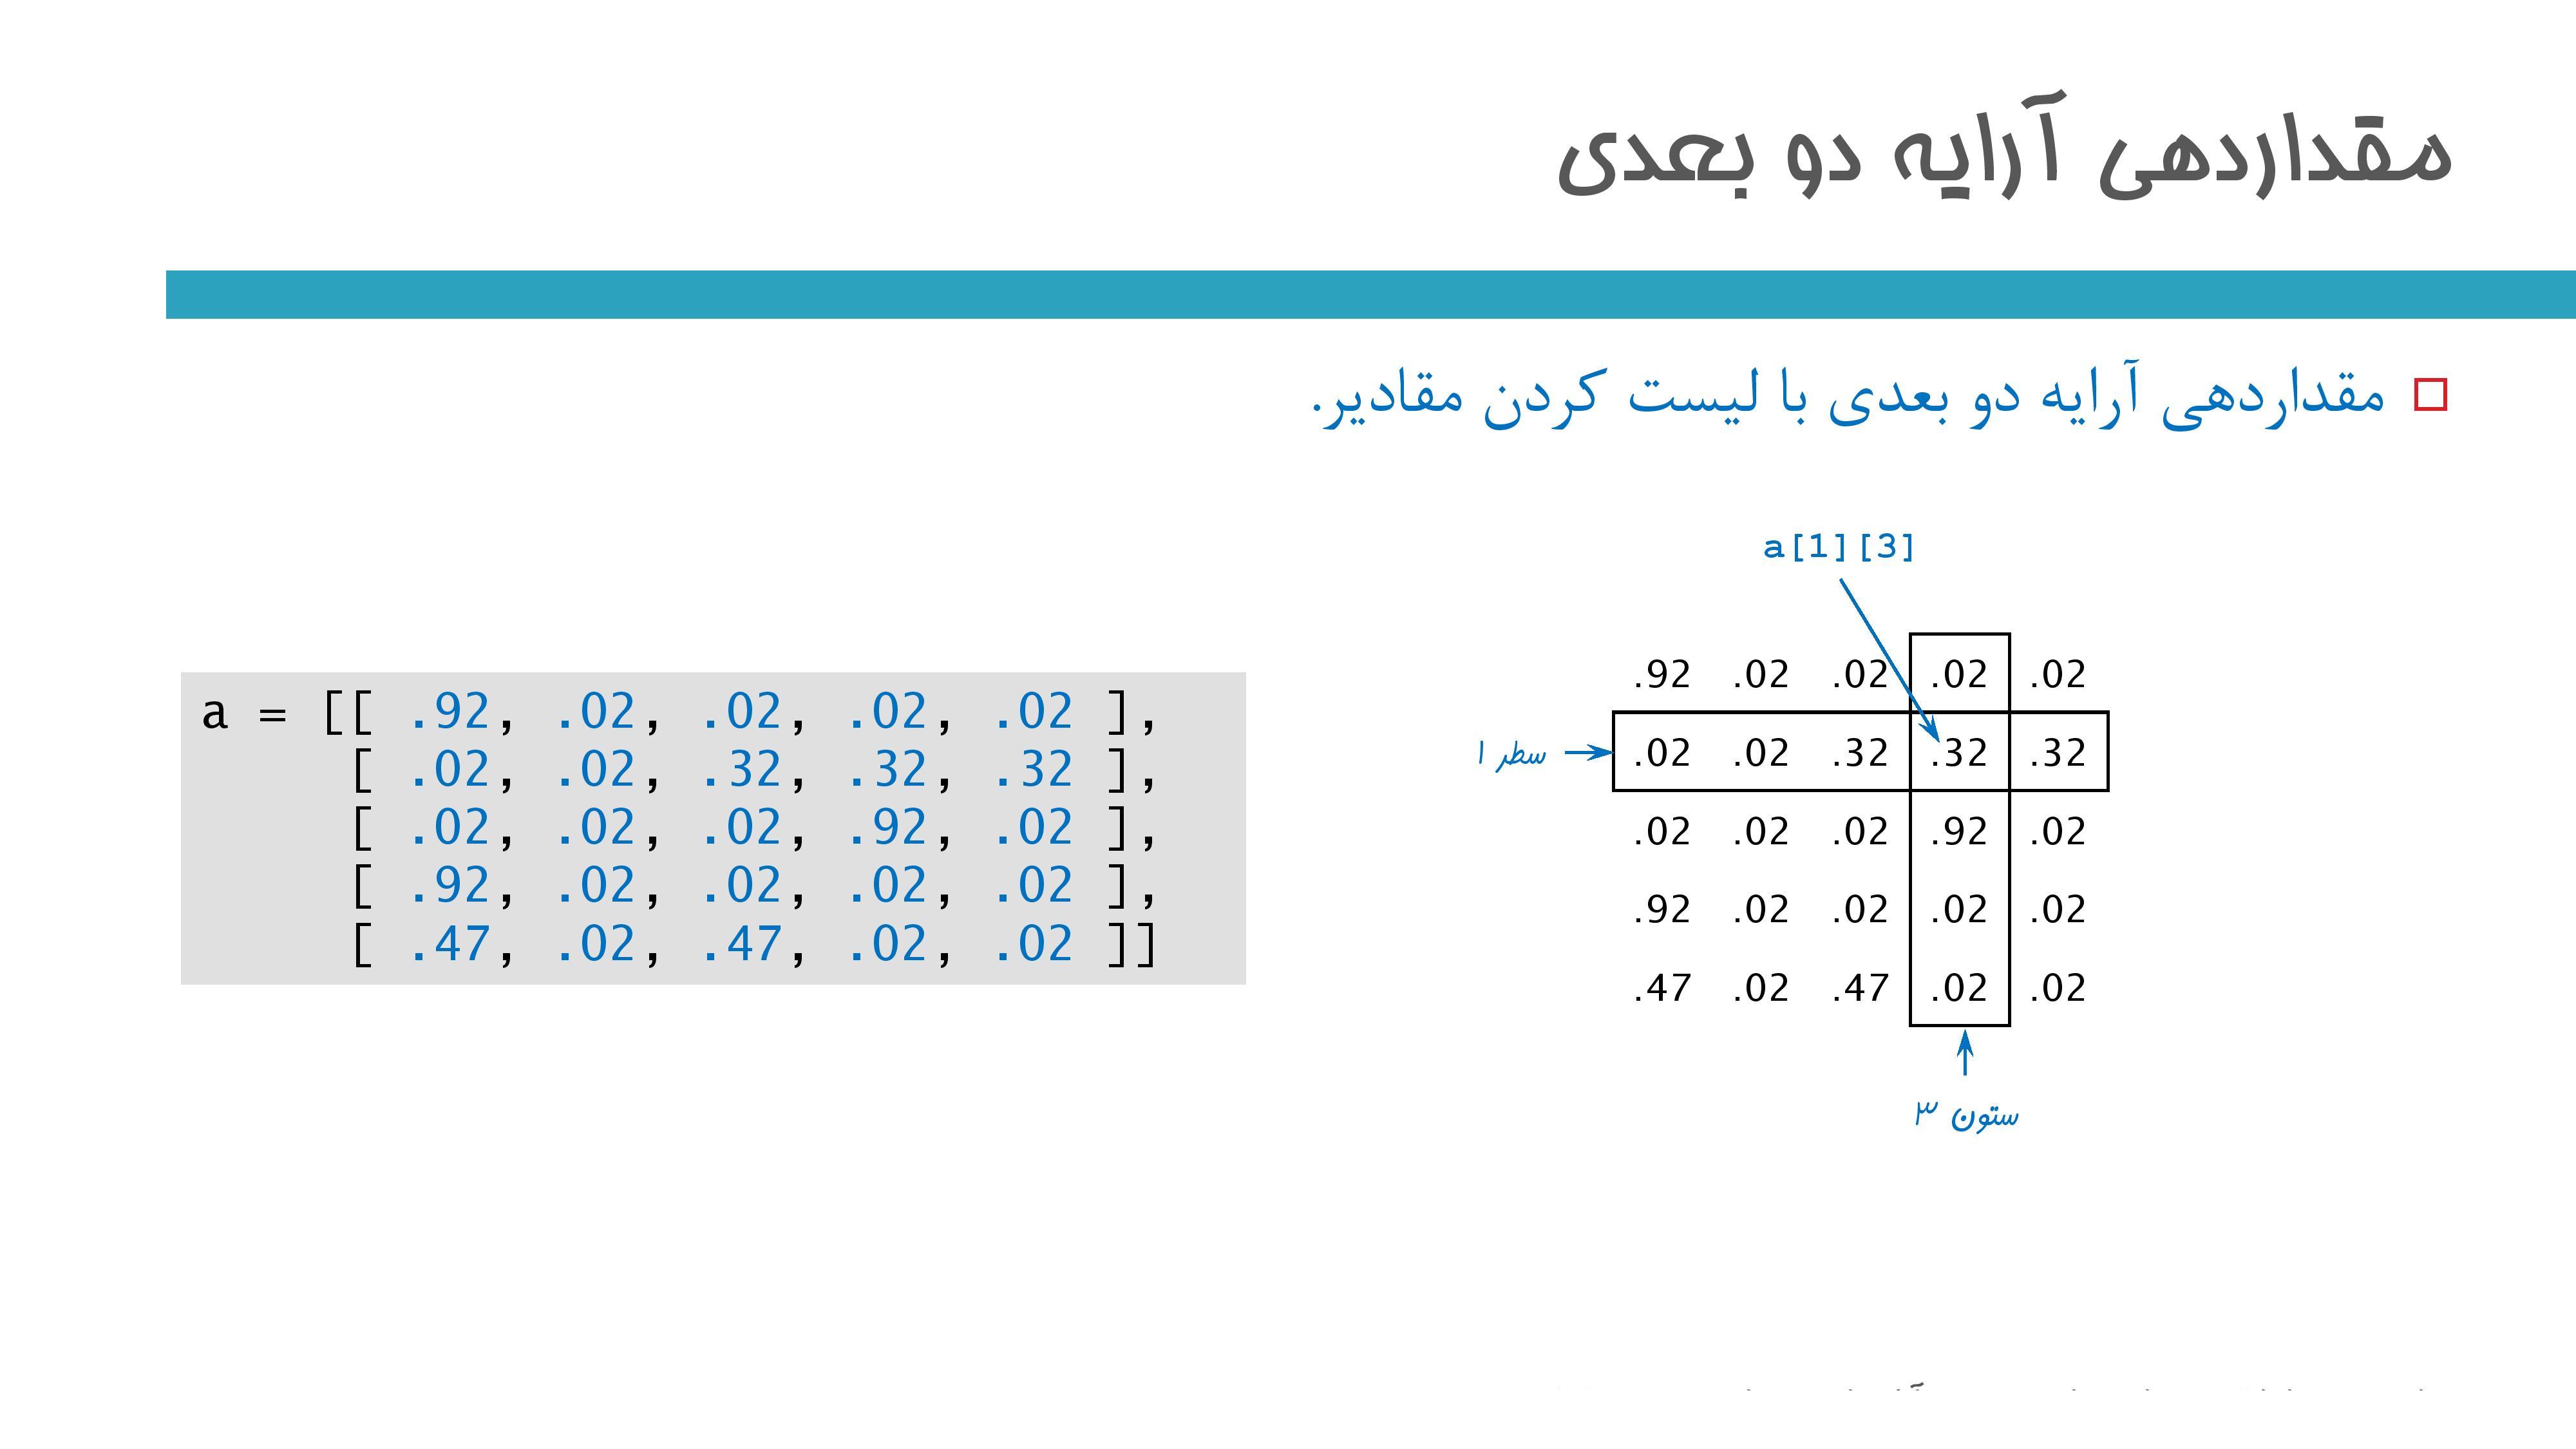 مقداردهی آرایه دو بعدی
مقداردهی آرایه دو بعدی با لیست کردن مقادیر.
a = [[ .92, .02, .02, .02, .02 ],
[ .02, .02, .32, .32, .32 ],
[ .02, .02, .02, .92, .02 ],
[ .92, .02, .02, .02, .02 ],
[ .47, .02, .47, .02, .02 ]]
a[1][3]
.92 .02 .02 .02 .02
سطر ۱
.02 .02 .32 .32 .32
.02 .02 .02 .92 .02
.92 .02 .02 .02 .02
.47 .02 .47 .02 .02
ستون ۳